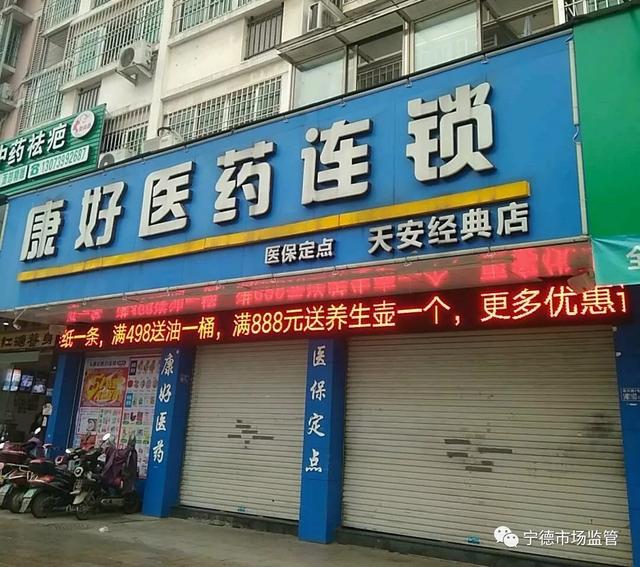 中药祛疤
13073992687
康好医药连锁
医保定点
天安经典店
纸一条，满498送油一桶，满888元送养生壶一个，更多优惠
康好医药
医保定点
宁德市场监管